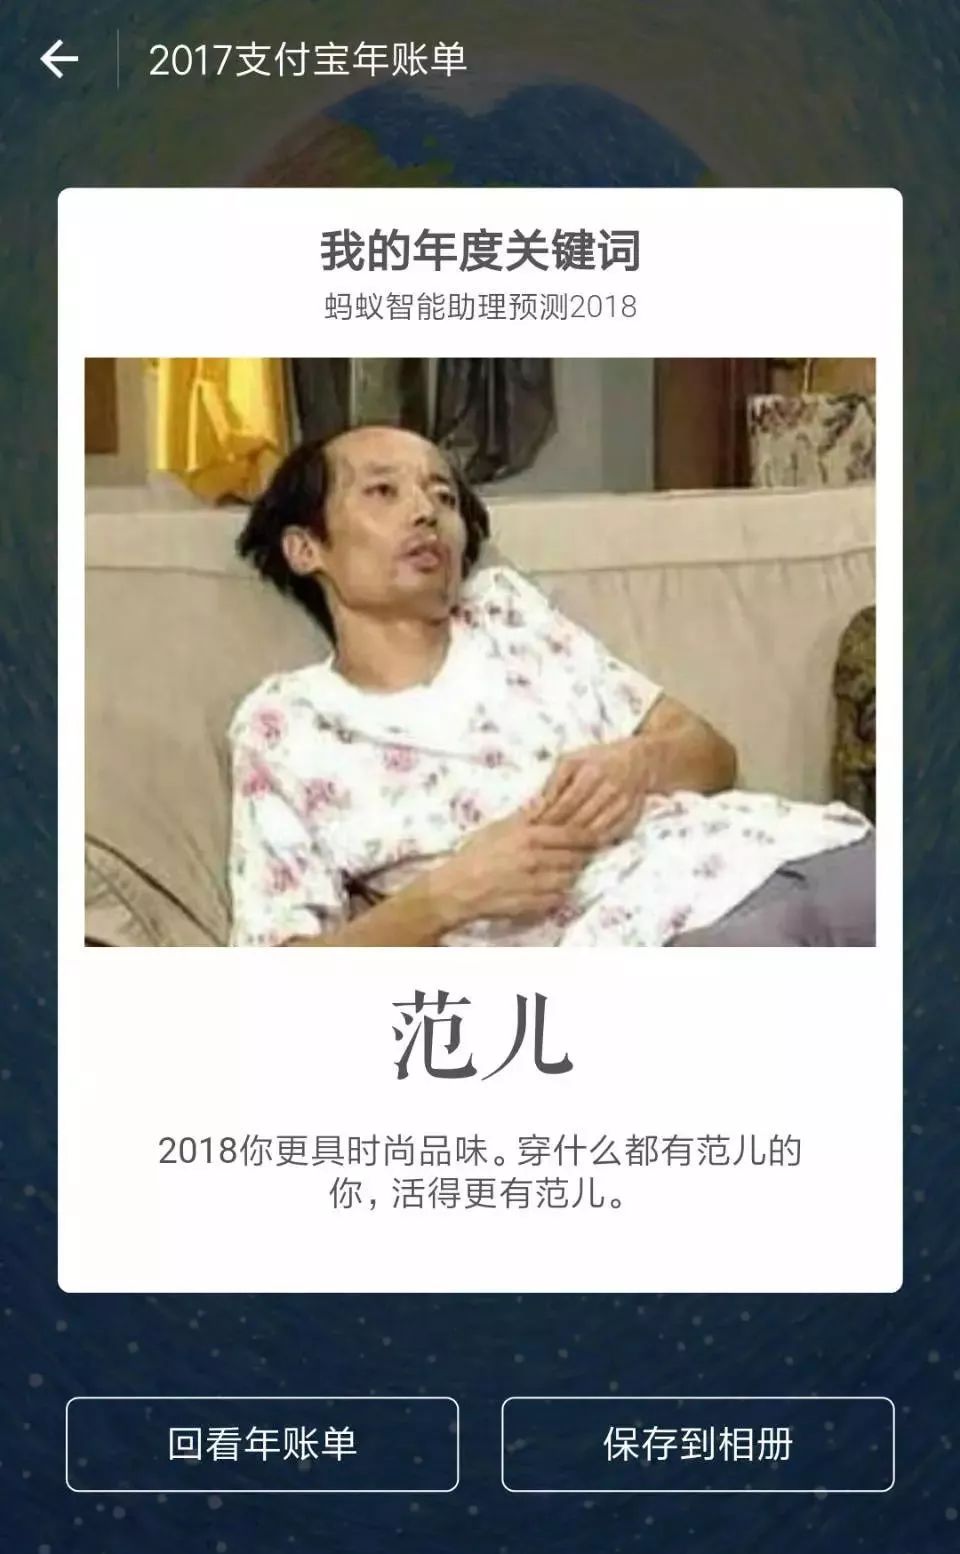 2017支付宝年账单
我的年度关键词
蚂蚁智能助理预测2018
范儿
2018你更具时尚品味。穿什么都有范儿的
你，活得更有范儿。
回看年账单
保存到相册